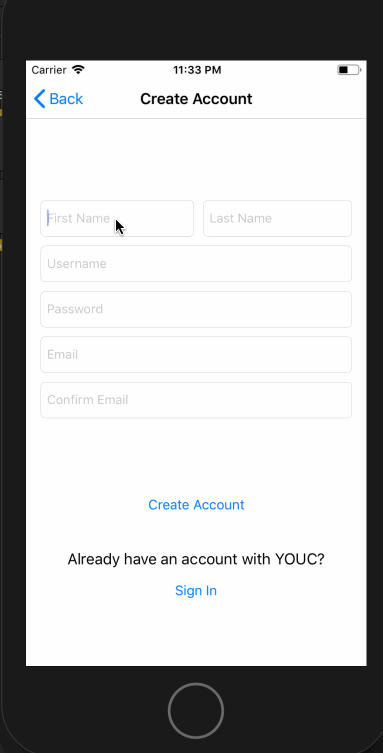 Carrier 11:33 PM
Back Create Account
First Name Last Name
Username
Password
Email
Confirm Email
Create Account
Already have an account with YOUC?
Sign In